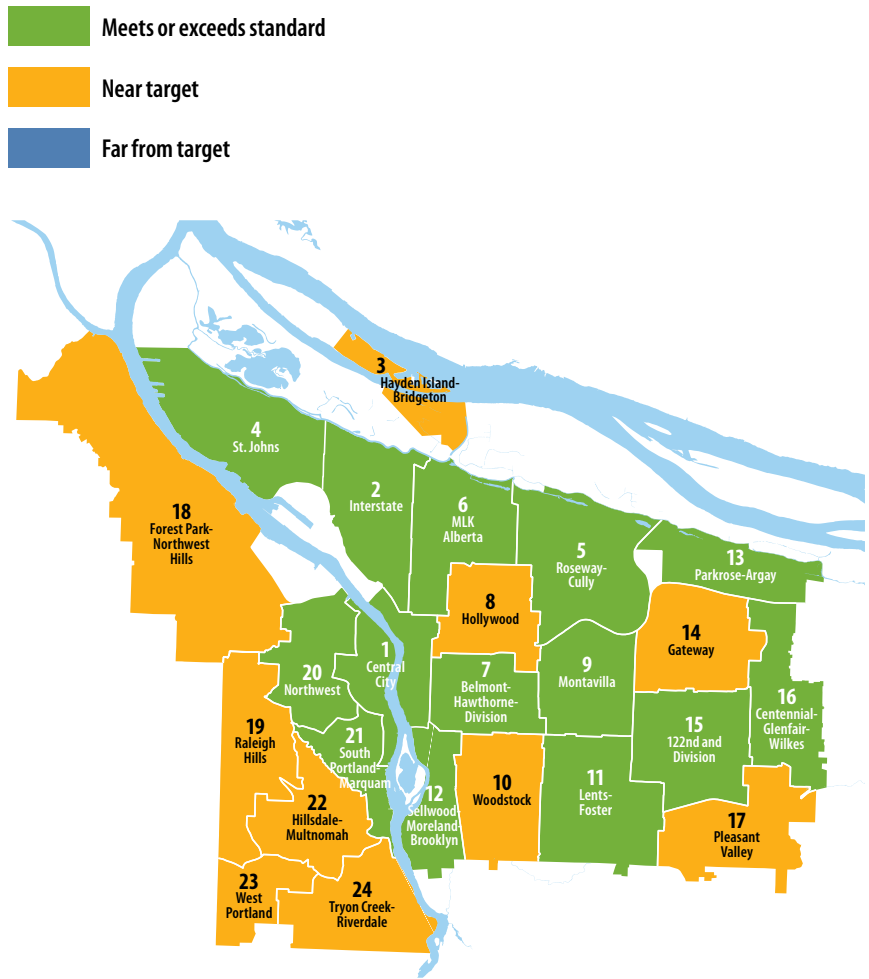 Meets or exceeds standard
Near target
Far from target
3
Hayden Island-
Bridgeton
4
St. Johns
2
Interstate
6
MLK
Alberta
18
Forest Park-
Northwest
Hills
5
Roseway-
Cully
13
Parkrose-Argay
8
Hollywood
14
Gateway
1
Central
City
20
Northwest
7
Belmont-
Hawthorne-
Division
9
Montavilla
16
Centennial-
Glenfair-
Wilkes
19
Raleigh
Hills
21
South
Portland-
Marquam
15
122nd and
Division
10
Woodstock
11
Lents-
Foster
12
Sellwood-
Moreland-
Brooklyn
22
Hillsdale-
Multnomah
17
Pleasant
Valley
23
West
Portland
24
Tryon Creek-
Riverdale